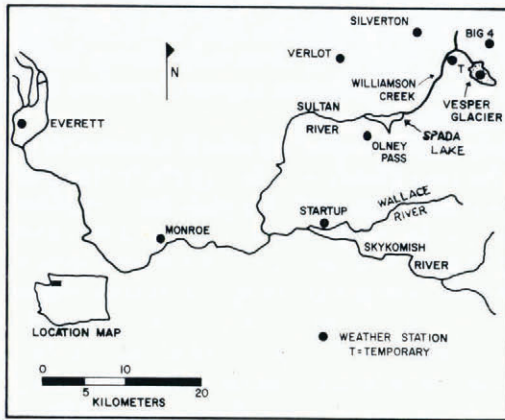 SILVERTON
BIG 4
VERLOT
T
WILLIAMSON
CREEK
VESPER
GLACIER
N
SULTAN
RIVER
SPADA
LAKE
EVERETT
OLNEY
PASS
WALLACE
RIVER
STARTUP
MONROE
SKYKOMISH
RIVER
LOCATION MAP
WEATHER STATION
T=TEMPORARY
0 10 20
5
KILOMETERS